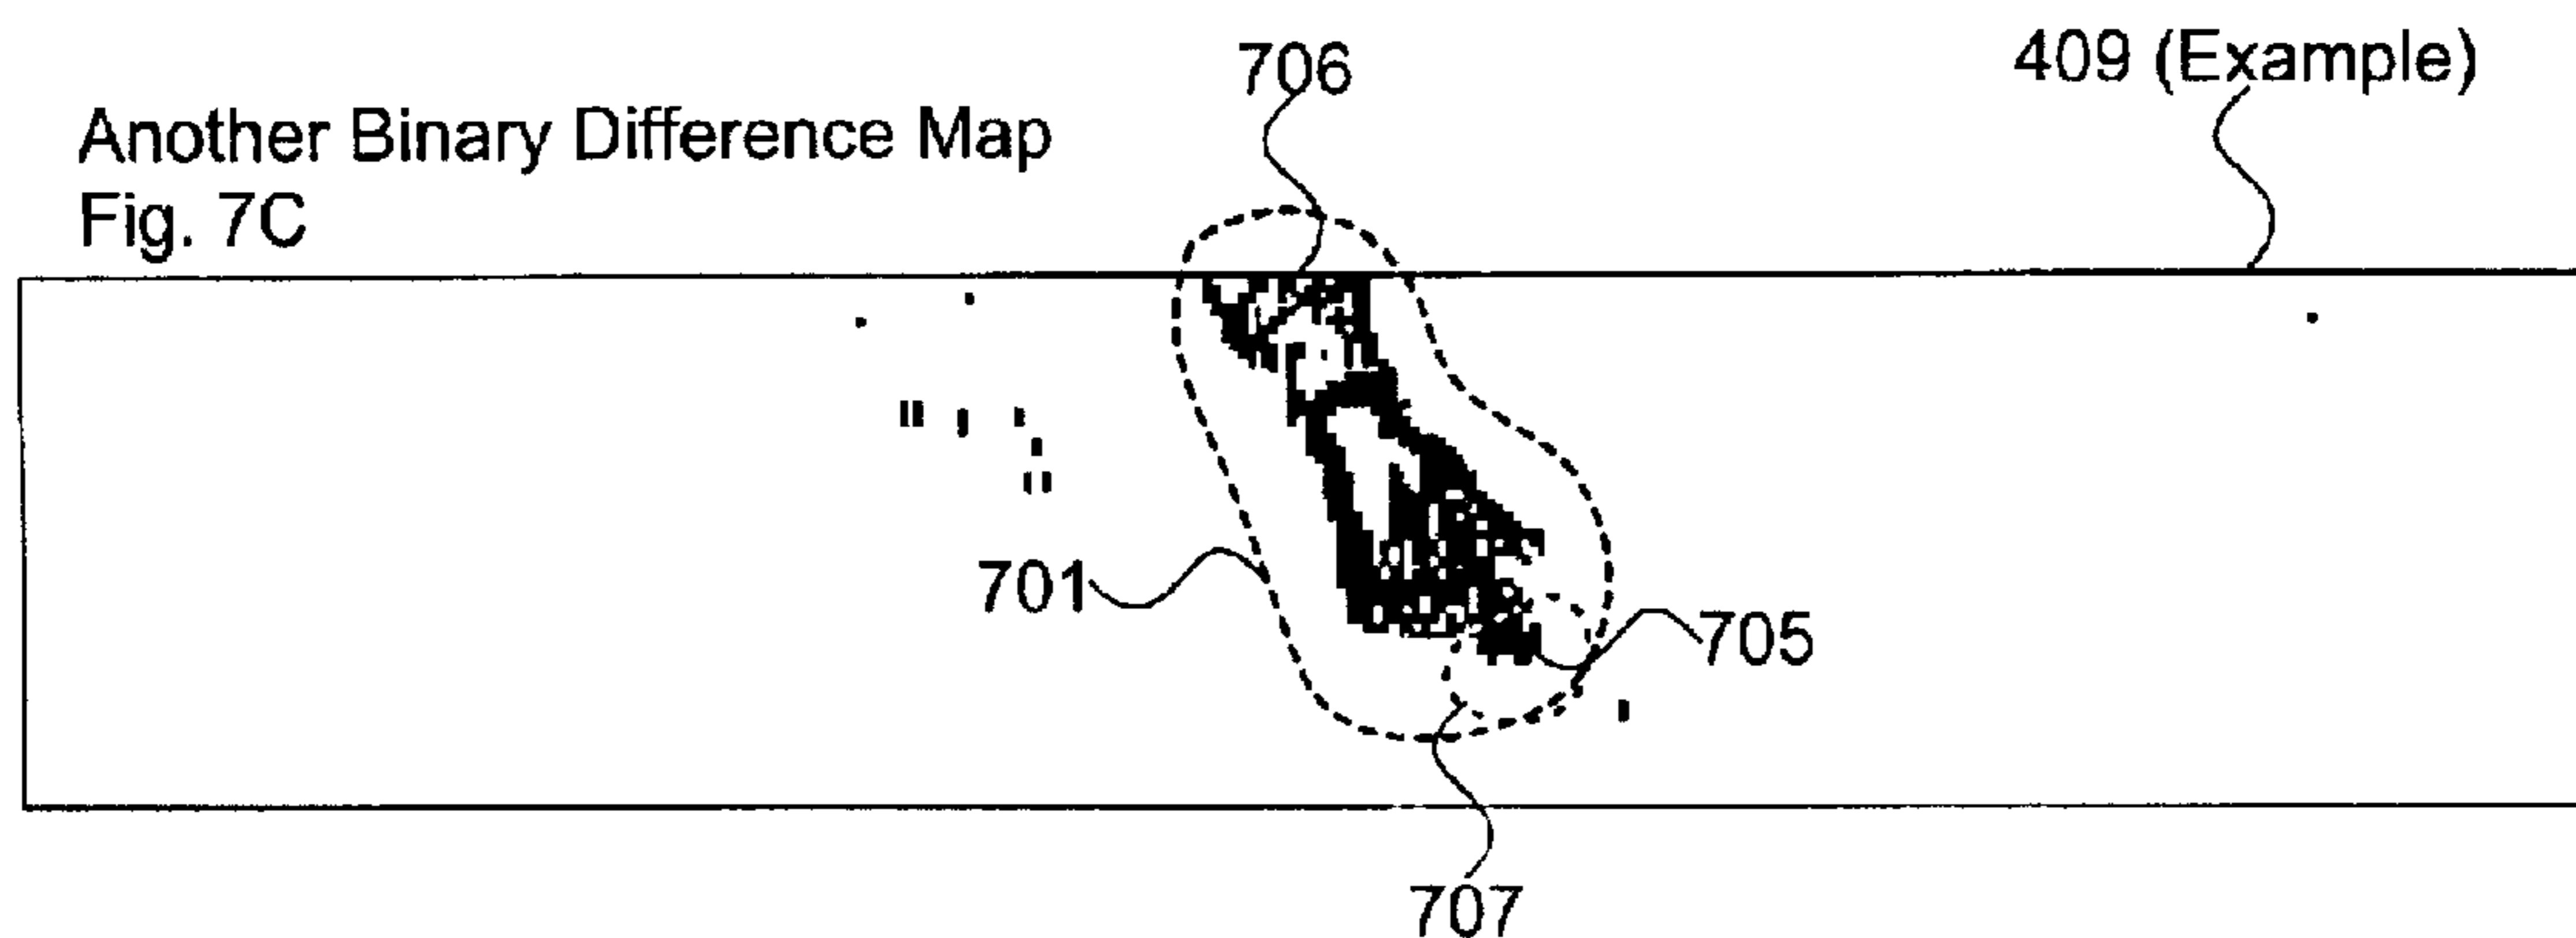 706
409 (Example)
Another Binary Difference Map
Fig. 7C
701
705
707